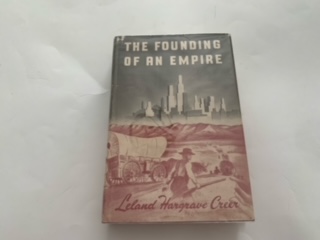 THE FOUNDING
OF AN EMPIRE
Leland Hargrave Creer